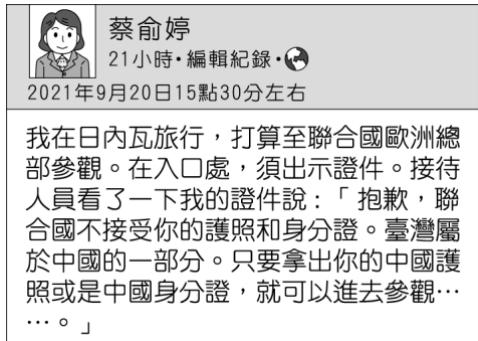 蔡俞婷
21小時·編輯紀錄·
2021年9月20日15點30分左右
我在日內瓦旅行，打算至聯合國歐洲總
部參觀。在入口處，須出示證件。接待
人員看了一下我的證件說：「抱歉，聯
合國不接受你的護照和身分證。臺灣屬
於中國的一部分。只要拿出你的中國護
照或是中國身分證，就可以進去參觀…
…。」